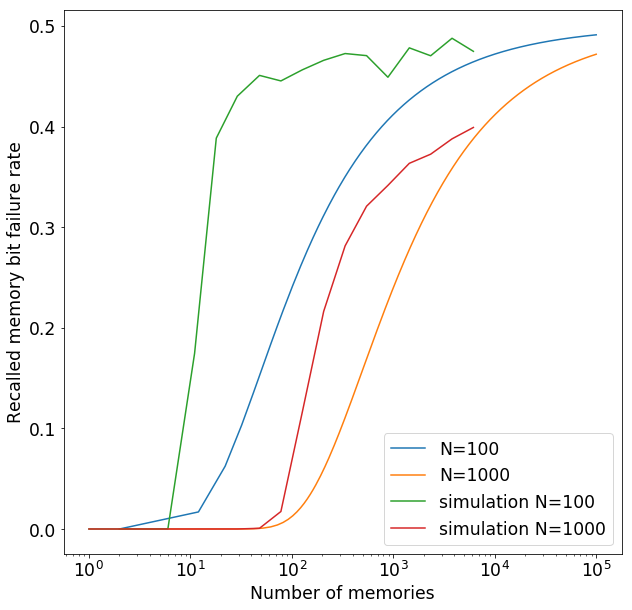 0.5
0.4
0.3
0.2
0.1
0.0
Recalled memory bit failure rate
N=100
N=1000
simulation N=100
simulation N=1000
10⁰ 10¹ 10² 10³ 10⁴ 10⁵
Number of memories